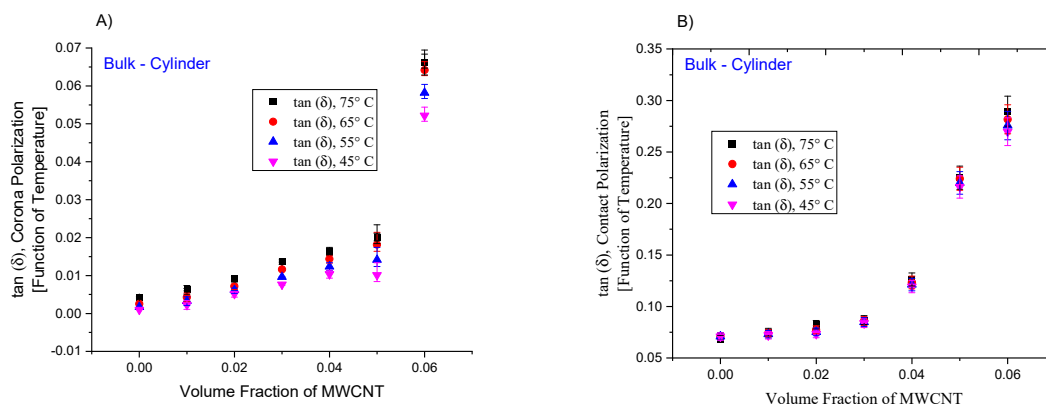 A)
Bulk - Cylinder
tan (δ), 75° C
tan (δ), 65° C
tan (δ), 55° C
tan (δ), 45° C
tan (δ), Corona Polarization
[Function of Temperature]
0.07
0.06
0.05
0.04
0.03
0.02
0.01
0.00
-0.01
0.00
0.02
0.04
0.06
Volume Fraction of MWCNT
B)
Bulk - Cylinder
tan (δ), 75° C
tan (δ), 65° C
tan (δ), 55° C
tan (δ), 45° C
tan (δ), Contact Polarization
[Function of Temperature]
0.35
0.30
0.25
0.20
0.15
0.10
0.05
0.00
0.02
0.04
0.06
Volume Fraction of MWCNT